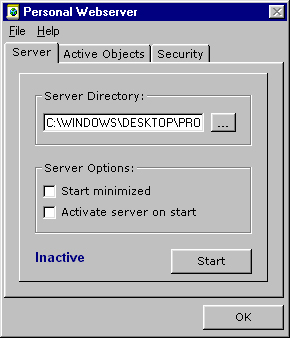 Personal Webserver
File Help
Server Active Objects Security
Server Directory:
C:\WINDOWS\DESKTOP\PRO ...
Server Options:
Start minimized
Activate server on start
Inactive Start
OK